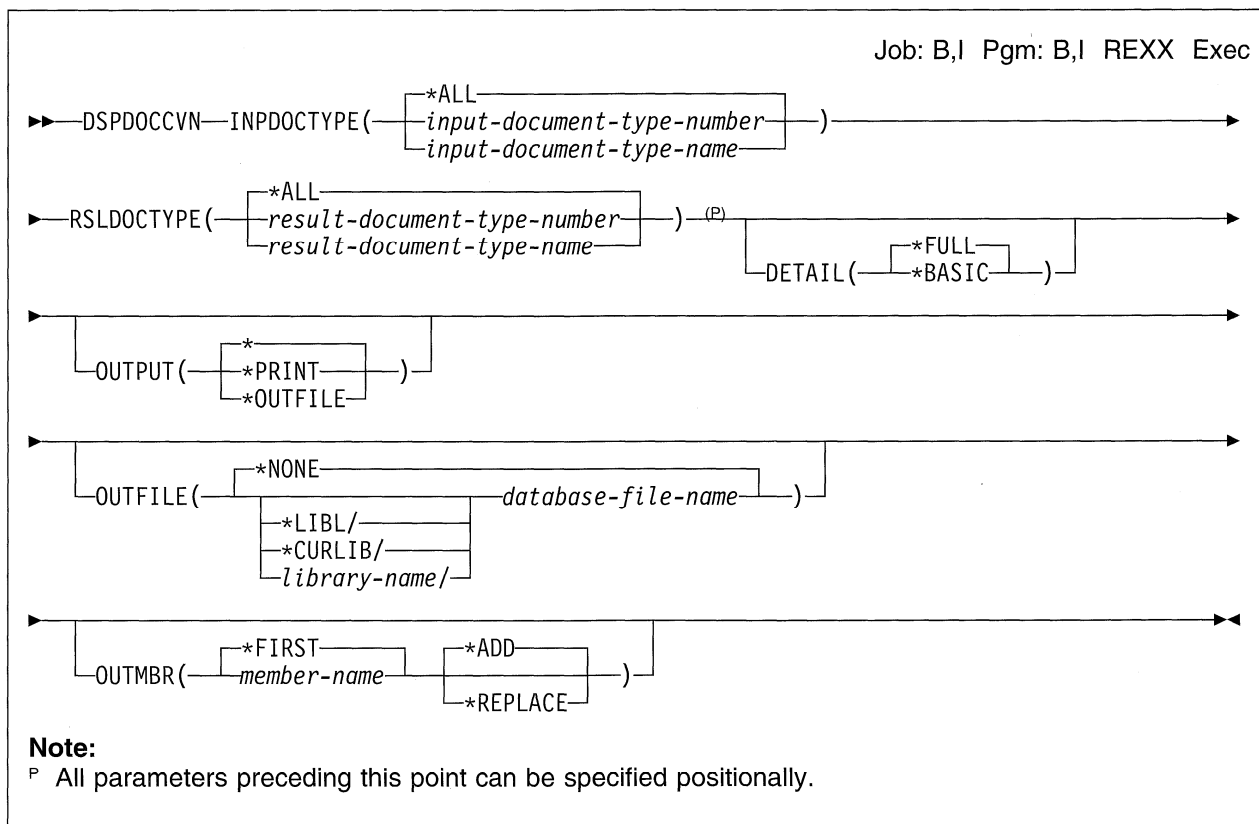 Job: B,I Pgm: B,I REXX Exec
*ALL
DSPDOCCVN INPDOCTYPE( input-document-type-number )
input-document-type-name
*ALL
RSLDOCTYPE( result-document-type-number ) (P)
result-document-type-name
*FULL
DETAIL( *BASIC )
*
OUTPUT( *PRINT )
*OUTFILE
*NONE
OUTFILE( database-file-name )
*LIBL/
*CURLIB/
library-name/
*FIRST *ADD
OUTMBR( member-name )
*REPLACE
Note:
P All parameters preceding this point can be specified positionally.